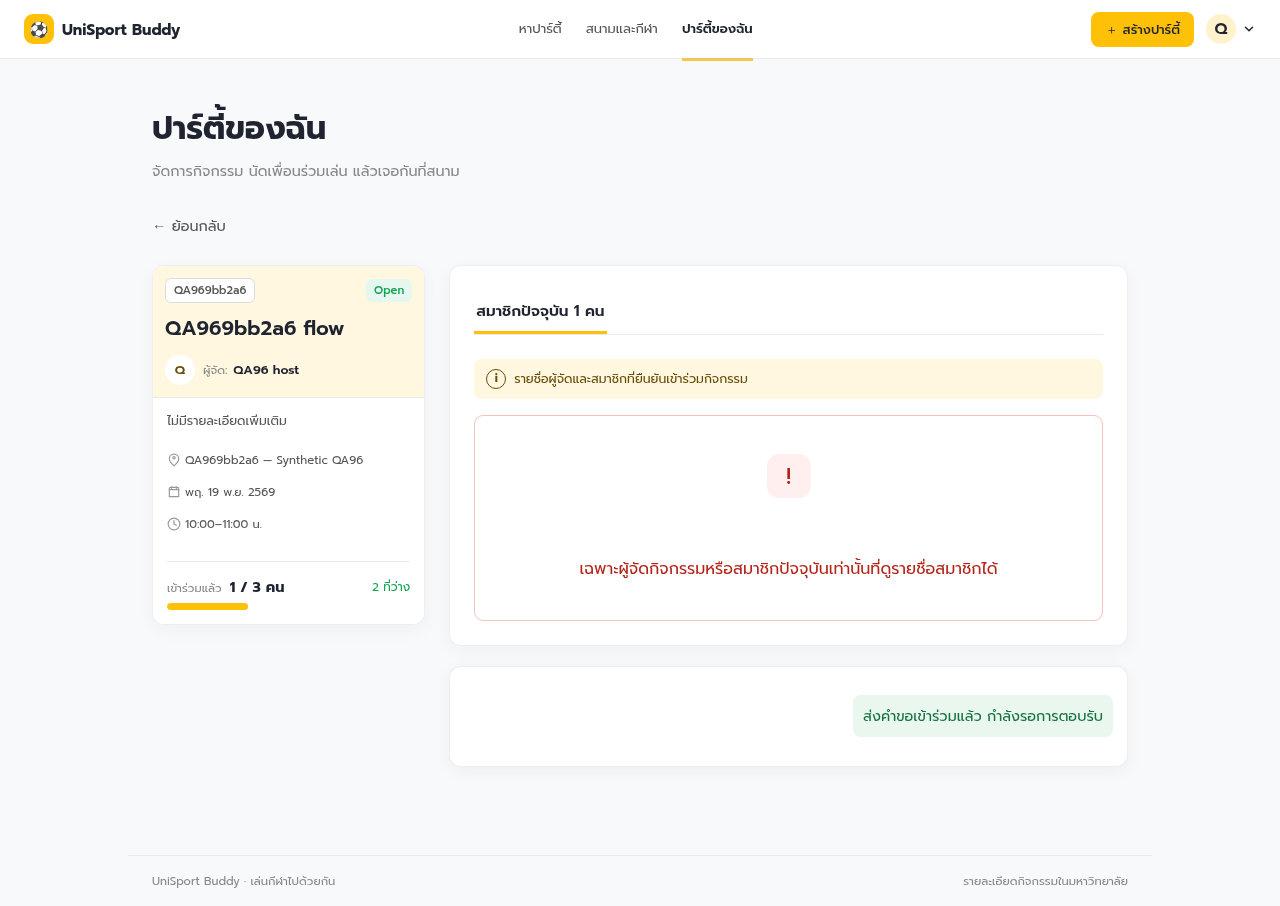 UniSport Buddy
หาปาร์ตี้
สนามและกีฬา
ปาร์ตี้ของฉัน
+ สร้างปาร์ตี้
Q
ปาร์ตี้ของฉัน
จัดการกิจกรรม นัดเพื่อนร่วมเล่น แล้วเจอกันที่สนาม
← ย้อนกลับ
QA969bb2a6
Open
QA969bb2a6 flow
Q
ผู้จัด: QA96 host
ไม่มีรายละเอียดเพิ่มเติม
QA969bb2a6 — Synthetic QA96
พฤ. 19 พ.ย. 2569
10:00–11:00 น.
เข้าร่วมแล้ว 1 / 3 คน
2 ที่ว่าง
สมาชิกปัจจุบัน 1 คน
i รายชื่อผู้จัดและสมาชิกที่ยืนยันเข้าร่วมกิจกรรม
!
เฉพาะผู้จัดกิจกรรมหรือสมาชิกปัจจุบันเท่านั้นที่ดูรายชื่อสมาชิกได้
ส่งคำขอเข้าร่วมแล้ว กำลังรอการตอบรับ
UniSport Buddy · เล่นกีฬาไปด้วยกัน
รายละเอียดกิจกรรมในมหาวิทยาลัย